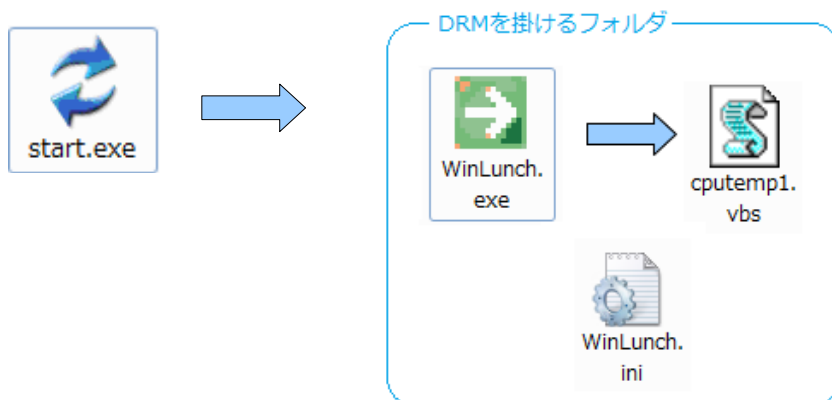 DRMを掛けるフォルダ
start.exe
WinLunch.
exe
cputemp1.
vbs
WinLunch.
ini